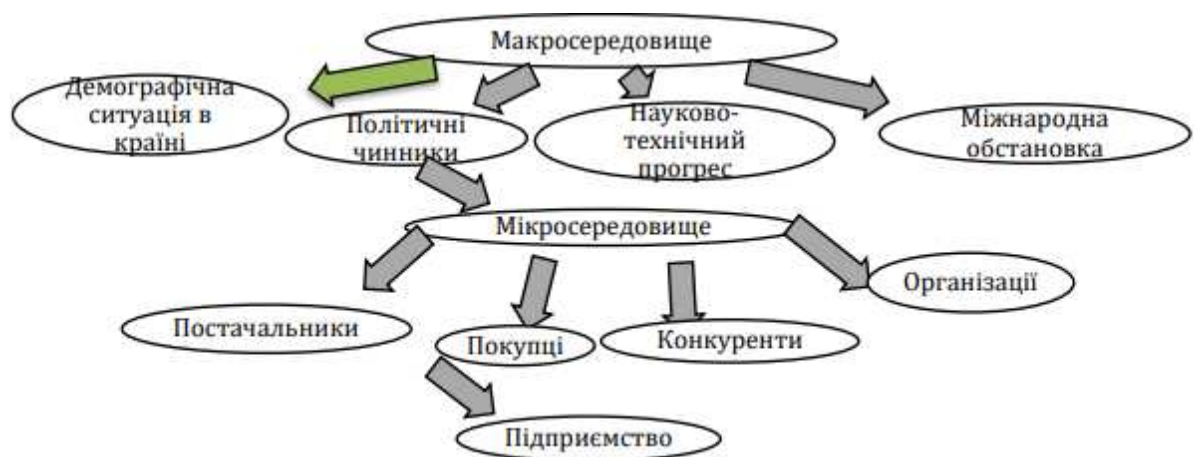 Макросередовище
Демографічна
ситуація в
країні
Політичні
чинники
Науково-
технічний
прогрес
Міжнародна
обстановка
Мікросередовище
Організації
Постачальники
Покупці
Конкуренти
Підприємство